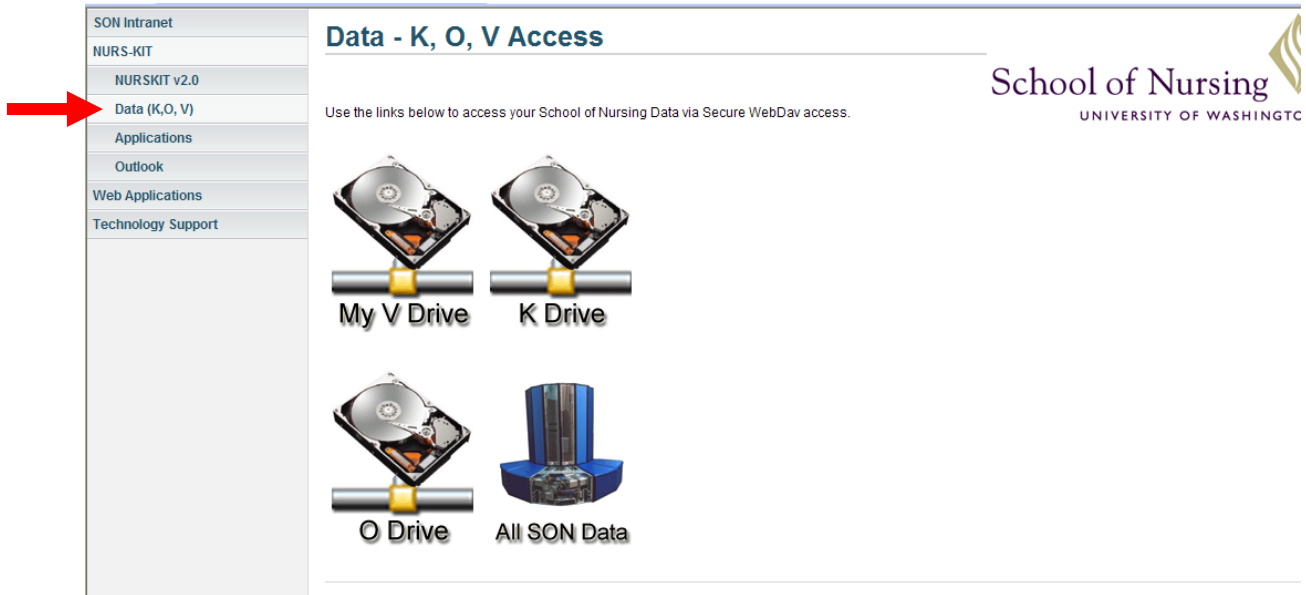 SON Intranet
NURS-KIT
NURSKIT v2.0
Data (K,O, V)
Applications
Outlook
Web Applications
Technology Support
Data - K, O, V Access
School of Nursing
UNIVERSITY OF WASHINGTO
Use the links below to access your School of Nursing Data via Secure WebDav access.
My V Drive
K Drive
O Drive
All SON Data